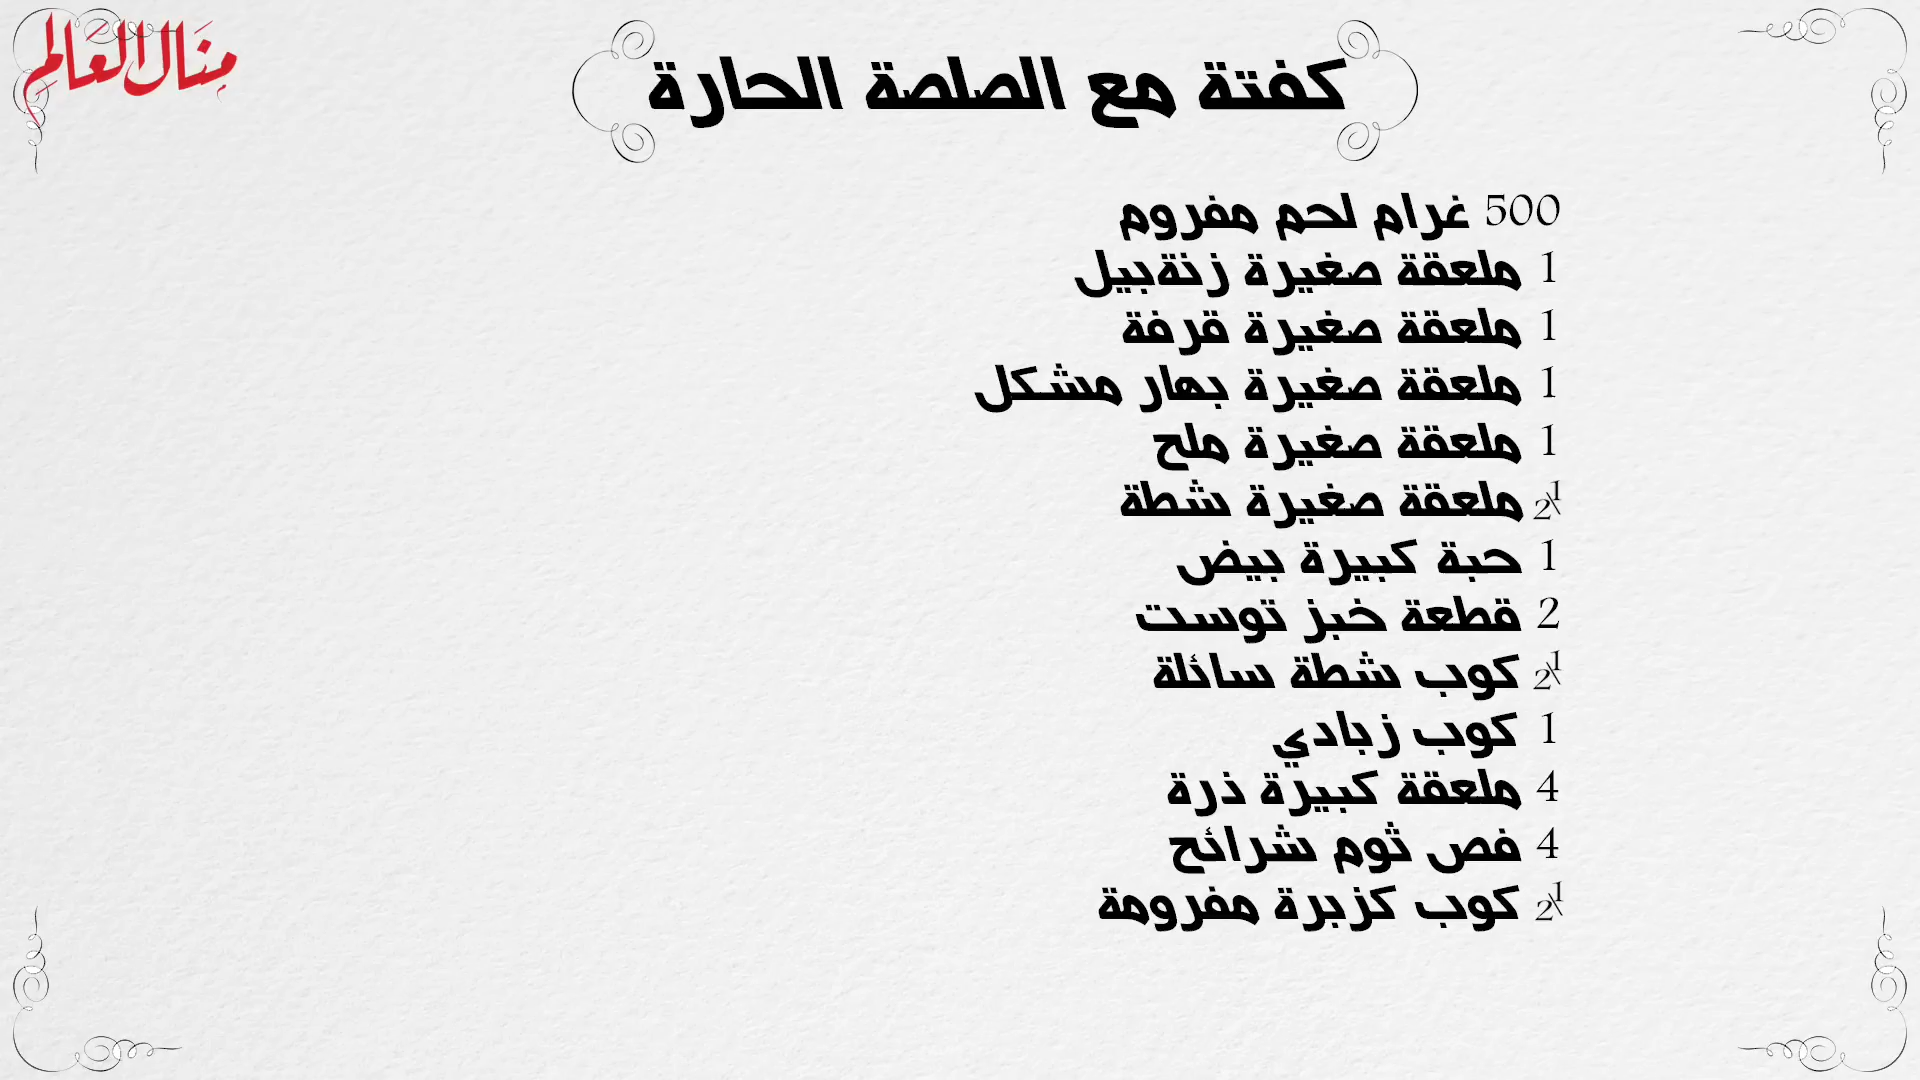 منال العالم
كفتة مع الصلصة الحارة
500 غرام لحم مفروم
1 ملعقة صغيرة زنةبيل
1 ملعقة صغيرة قرفة
1 ملعقة صغيرة بهار مشكل
1 ملعقة صغيرة ملح
1\2 ملعقة صغيرة شطة
1 حبة كبيرة بيض
2 قطعة خبز توست
1\2 كوب شطة سائلة
1 كوب زبادي
4 ملعقة كبيرة ذرة
4 فص ثوم شرائح
1\2 كوب كزبرة مفرومة